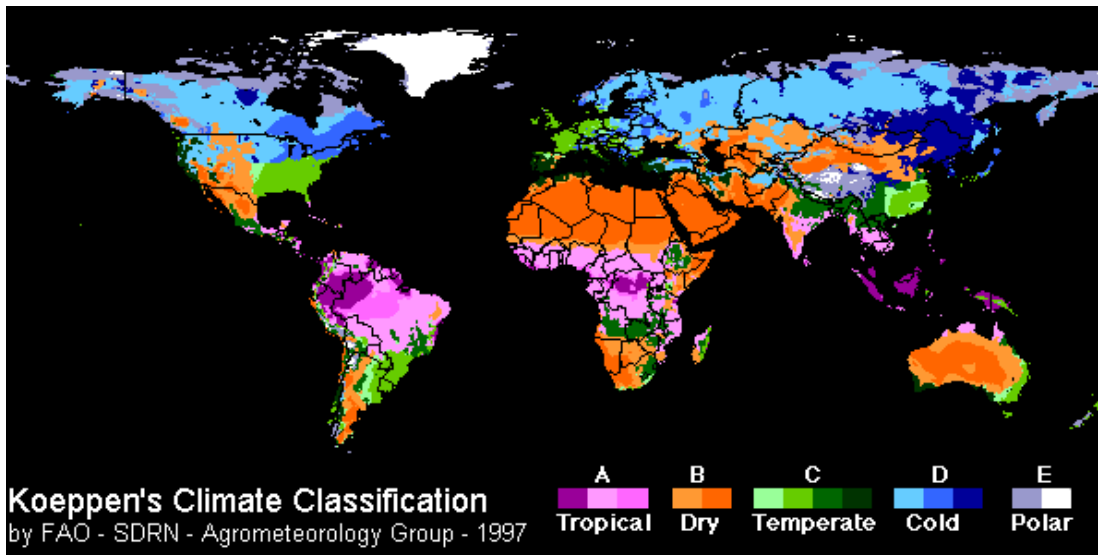 A B C D E
Tropical Dry Temperate Cold Polar
Koeppen's Climate Classification
by FAO - SDRN - Agrometeorology Group - 1997